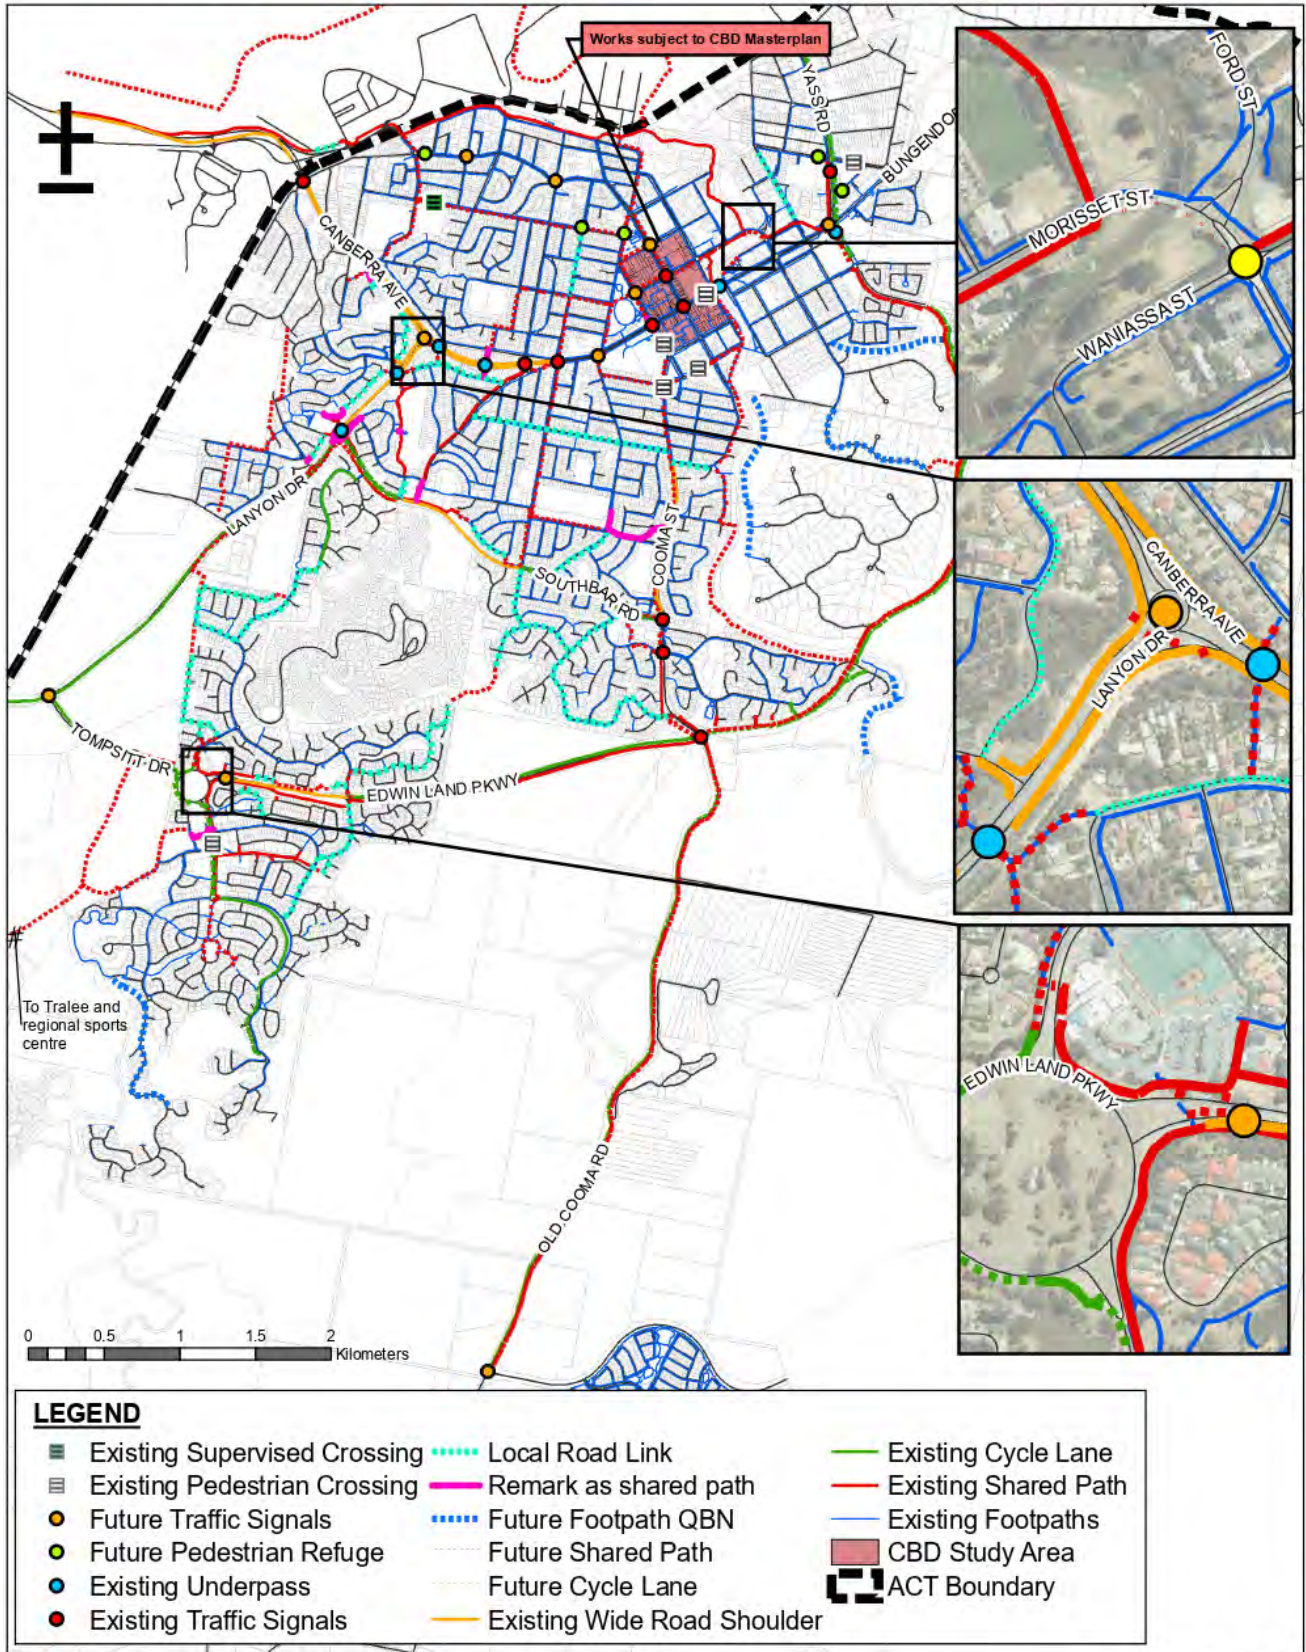 Works subject to CBD Masterplan
YASS RD
FORD ST
CANBERRA AVE
MORISSET ST
WANIASSA ST
LANYON DR
COOMA ST
SOUTHBAR RD
CANBERRA AVE
LANYON DR
TOMPSITT DR
EDWIN LAND PKWY
To Tralee and
regional sports
centre
EDWIN LAND PKWY
OLD COOMA RD
0 0.5 1 1.5 2
Kilometers
LEGEND
Existing Supervised Crossing
Existing Pedestrian Crossing
Future Traffic Signals
Future Pedestrian Refuge
Existing Underpass
Existing Traffic Signals
Local Road Link
Remark as shared path
Future Footpath QBN
Future Shared Path
Future Cycle Lane
Existing Wide Road Shoulder
Existing Cycle Lane
Existing Shared Path
Existing Footpaths
CBD Study Area
ACT Boundary